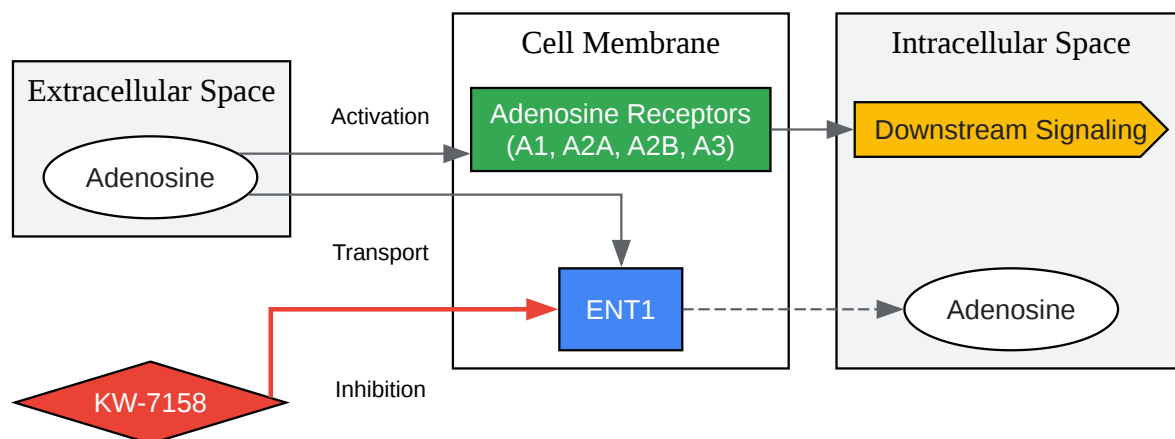 Extracellular Space
Adenosine
Activation
Transport
Inhibition
KW-7158
Cell Membrane
Adenosine Receptors
(A1, A2A, A2B, A3)
ENT1
Intracellular Space
Downstream Signaling
Adenosine